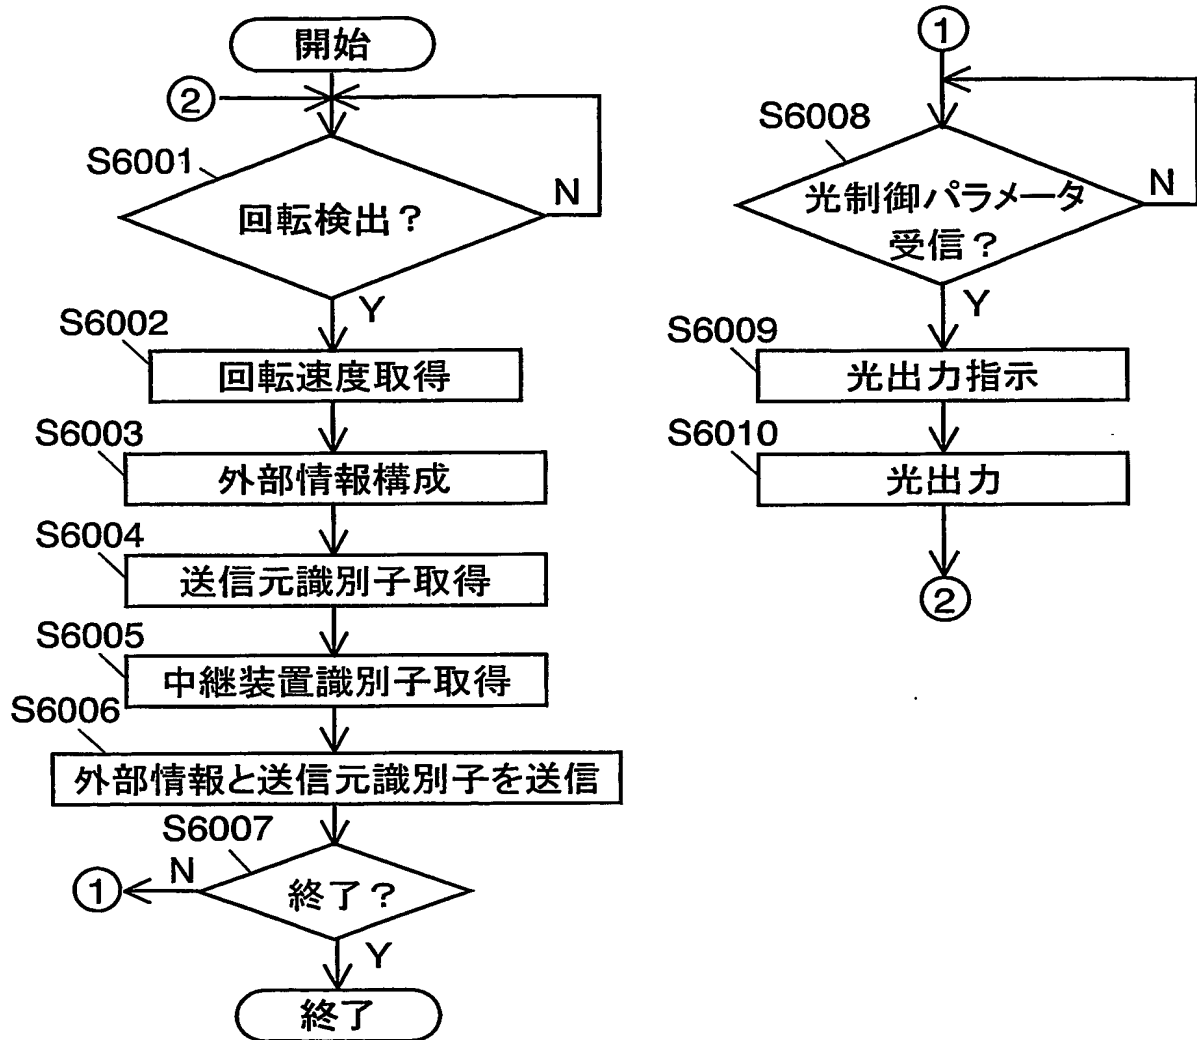 開始
②
S6001
回転検出？
N
Y
S6002
回転速度取得
S6003
外部情報構成
S6004
送信元識別子取得
S6005
中継装置識別子取得
S6006
外部情報と送信元識別子を送信
S6007
N
①
終了？
Y
終了
①
S6008
光制御パラメータ
受信？
N
Y
S6009
光出力指示
S6010
光出力
②